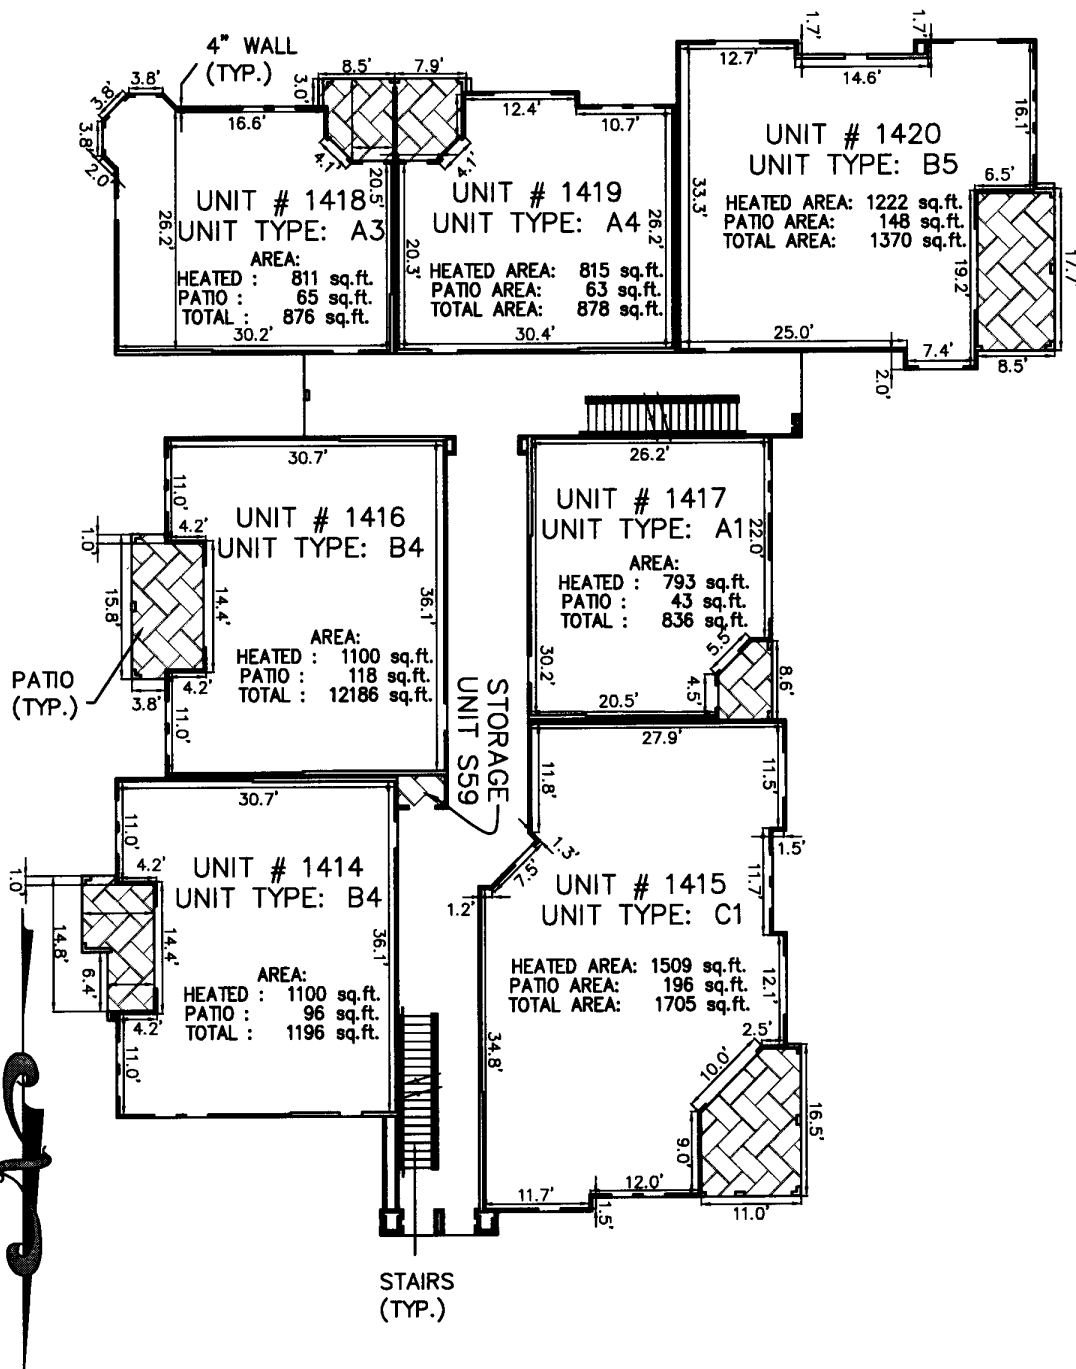 4" WALL
(TYP.)
3.8'
3.8'
3.8'
2.0'
16.6'
3.0'
8.5'
7.9'
4.1'
4.1'
12.4'
10.7'
26.2'
20.5'
20.3'
26.2'
UNIT # 1418
UNIT TYPE: A3
AREA:
HEATED : 811 sq.ft.
PATIO : 65 sq.ft.
TOTAL : 876 sq.ft.
30.2'
UNIT # 1419
UNIT TYPE: A4
HEATED AREA: 815 sq.ft.
PATIO AREA: 63 sq.ft.
TOTAL AREA: 878 sq.ft.
30.4'
12.7'
1.7'
1.7'
14.6'
16.1'
6.5'
33.3'
UNIT # 1420
UNIT TYPE: B5
HEATED AREA: 1222 sq.ft.
PATIO AREA: 148 sq.ft.
TOTAL AREA: 1370 sq.ft.
19.2'
17.7'
25.0'
7.4'
2.0'
8.5'
30.7'
11.0'
4.2'
1.0'
UNIT # 1416
UNIT TYPE: B4
15.8'
14.4'
36.1'
AREA:
HEATED : 1100 sq.ft.
PATIO : 118 sq.ft.
TOTAL : 12186 sq.ft.
4.2'
3.8'
11.0'
PATIO
(TYP.)
26.2'
UNIT # 1417
UNIT TYPE: A1
22.0'
AREA:
HEATED : 793 sq.ft.
PATIO : 43 sq.ft.
TOTAL : 836 sq.ft.
5.5'
30.2'
4.5'
8.6'
20.5'
STORAGE
UNIT S59
30.7'
11.0'
4.2'
1.0'
UNIT # 1414
UNIT TYPE: B4
14.8'
6.4'
14.4'
36.1'
AREA:
HEATED : 1100 sq.ft.
PATIO : 96 sq.ft.
TOTAL : 1196 sq.ft.
4.2'
11.0'
27.9'
11.8'
11.5'
1.3'
7.5'
1.2'
1.5'
11.7'
UNIT # 1415
UNIT TYPE: C1
HEATED AREA: 1509 sq.ft.
PATIO AREA: 196 sq.ft.
TOTAL AREA: 1705 sq.ft.
12.1'
2.5'
34.8'
10.0'
16.5'
9.0'
11.7'
12.0'
1.5'
11.0'
STAIRS
(TYP.)